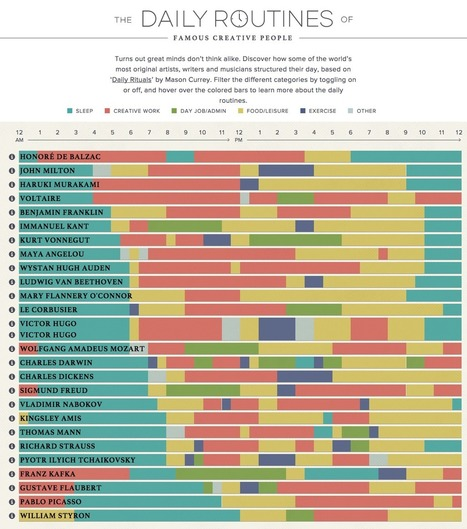 THE DAILY ROUTINES OF
FAMOUS CREATIVE PEOPLE
Turns out great minds don't think alike. Discover how some of the world's
most original artists, writers and musicians structured their day, based on
'Daily Rituals' by Mason Currey. Filter the different categories by toggling on
or off, and hover over the colored bars to learn more about the daily
routines.
SLEEP CREATIVE WORK DAY JOB/ADMIN FOOD/LEISURE EXERCISE OTHER
12 1 2 3 4 5 6 7 8 9 10 11 12 1 2 3 4 5 6 7 8 9 10 11 12
AM PM
HONORÉ DE BALZAC
JOHN MILTON
HARUKI MURAKAMI
VOLTAIRE
BENJAMIN FRANKLIN
IMMANUEL KANT
KURT VONNEGUT
MAYA ANGELOU
WYSTAN HUGH AUDEN
LUDWIG VAN BEETHOVEN
MARY FLANNERY O'CONNOR
LE CORBUSIER
VICTOR HUGO
VICTOR HUGO
WOLFGANG AMADEUS MOZART
CHARLES DARWIN
CHARLES DICKENS
SIGMUND FREUD
VLADIMIR NABOKOV
KINGSLEY AMIS
THOMAS MANN
RICHARD STRAUSS
PYOTR ILYICH TCHAIKOVSKY
FRANZ KAFKA
GUSTAVE FLAUBERT
PABLO PICASSO
WILLIAM STYRON